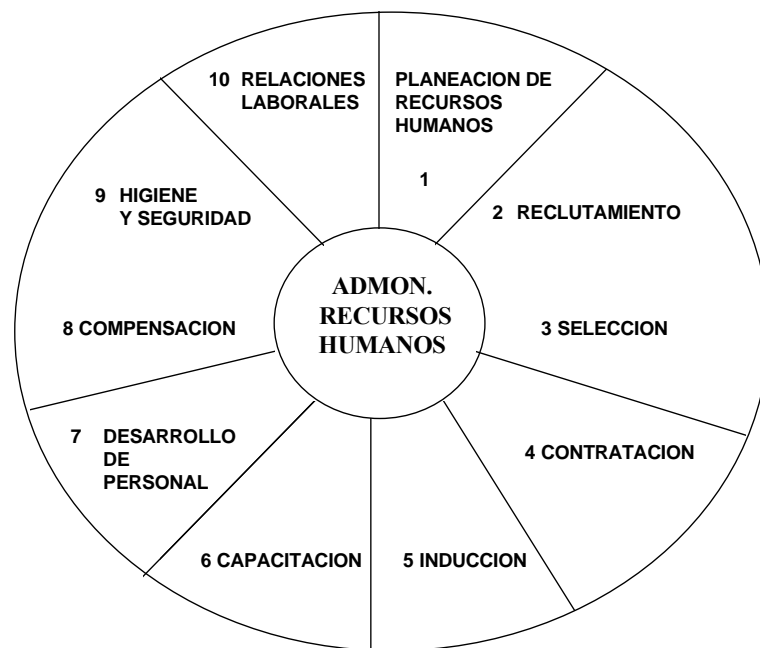 10 RELACIONES
LABORALES
PLANEACION DE
RECURSOS
HUMANOS
1
9 HIGIENE
Y SEGURIDAD
2 RECLUTAMIENTO
ADMON.
RECURSOS
HUMANOS
8 COMPENSACION
3 SELECCION
7 DESARROLLO
DE
PERSONAL
4 CONTRATACION
6 CAPACITACION
5 INDUCCION